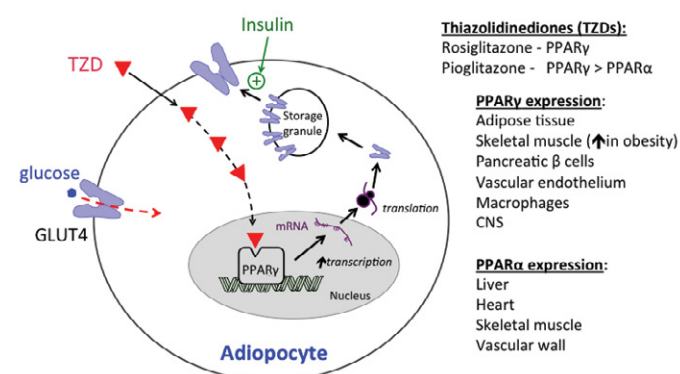 Insulin
TZD
+
Storage
granule
glucose
GLUT4
translation
mRNA
PPARγ
↑transcription
Nucleus
Adiopocyte
Thiazolidinediones (TZDs):
Rosiglitazone - PPARγ
Pioglitazone - PPARγ > PPARα
PPARγ expression:
Adipose tissue
Skeletal muscle (↑in obesity)
Pancreatic β cells
Vascular endothelium
Macrophages
CNS
PPARα expression:
Liver
Heart
Skeletal muscle
Vascular wall